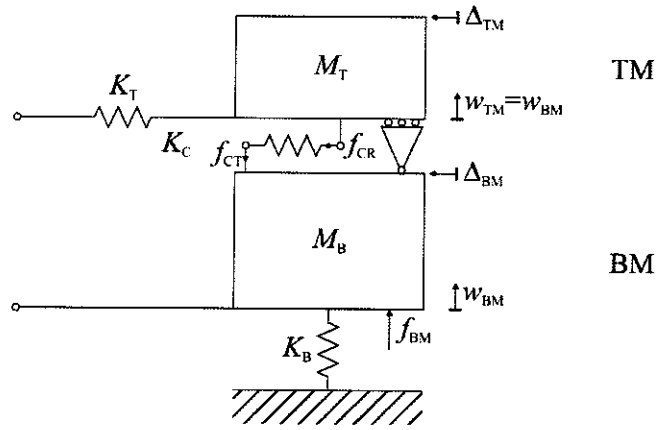 Δ_TM
M_T
TM
K_T
w_TM=w_BM
K_C
f_CT
f_CR
Δ_BM
M_B
BM
w_BM
f_BM
K_B